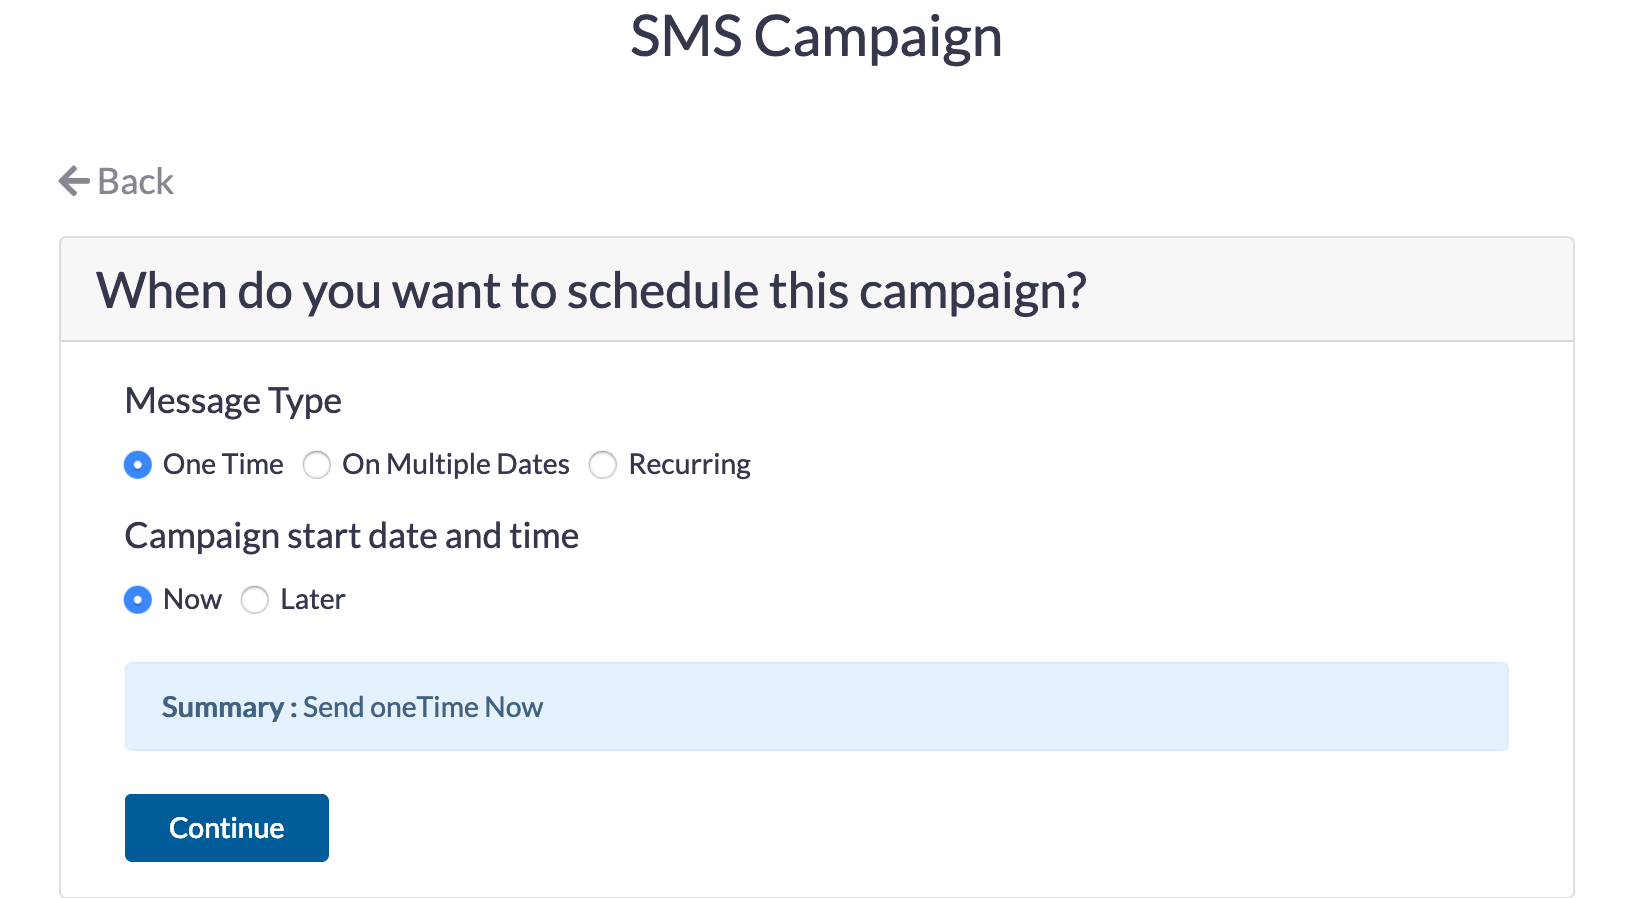 SMS Campaign
Back
When do you want to schedule this campaign?
Message Type
One Time On Multiple Dates Recurring
Campaign start date and time
Now Later
Summary : Send oneTime Now
Continue